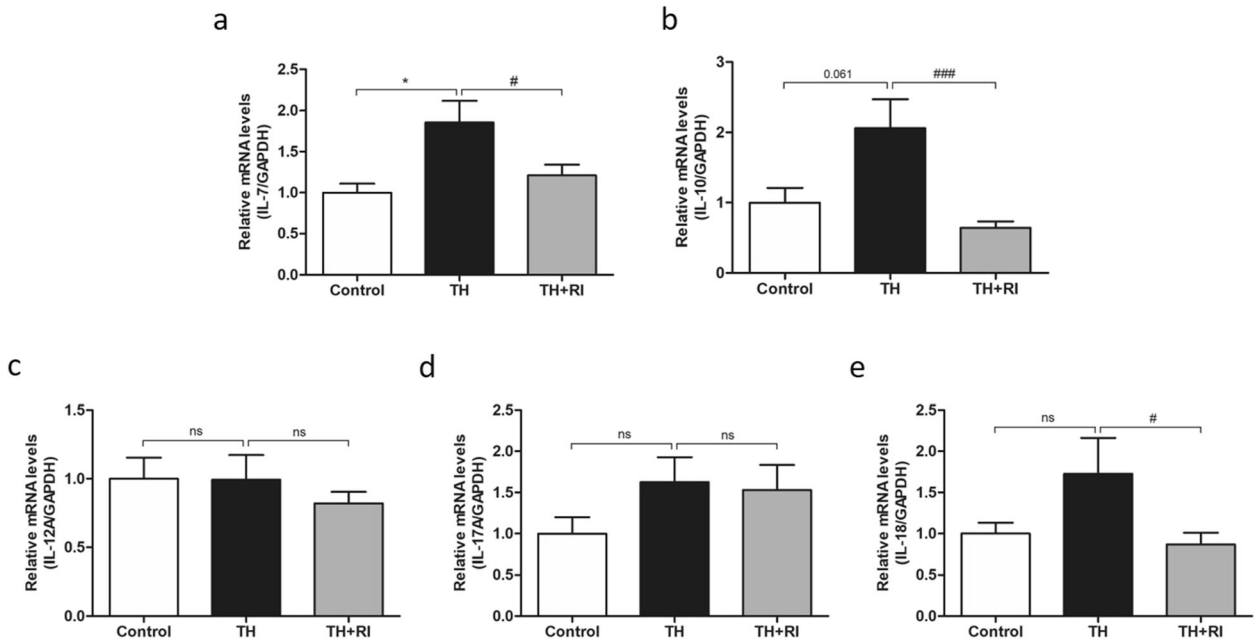 a
Relative mRNA levels
(IL-7/GAPDH)
2.5
2.0
1.5
1.0
0.5
0.0
*
#
Control TH TH+RI
b
Relative mRNA levels
(IL-10/GAPDH)
3
2
1
0
0.061
###
Control TH TH+RI
c
Relative mRNA levels
(IL-12A/GAPDH)
1.5
1.0
0.5
0.0
ns
ns
Control TH TH+RI
d
Relative mRNA levels
(IL-17A/GAPDH)
2.5
2.0
1.5
1.0
0.5
0.0
ns
ns
Control TH TH+RI
e
Relative mRNA levels
(IL-18/GAPDH)
2.5
2.0
1.5
1.0
0.5
0.0
ns
#
Control TH TH+RI